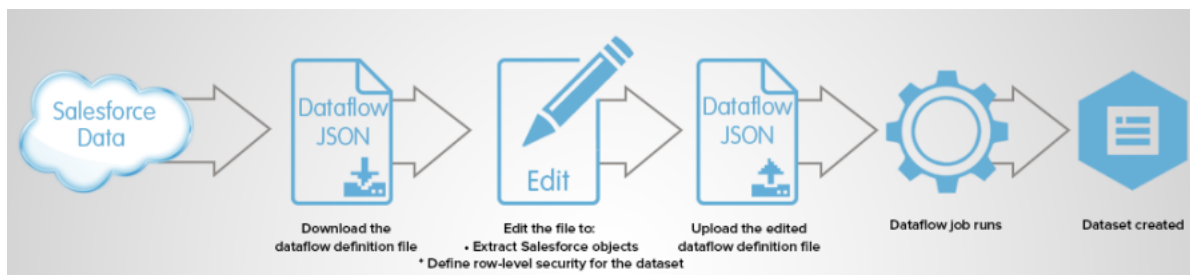 Salesforce
Data
Dataflow
JSON
Edit
Dataflow
JSON
Download the
dataflow definition file
Edit the file to:
• Extract Salesforce objects
* Define row-level security for the dataset
Upload the edited
dataflow definition file
Dataflow job runs
Dataset created